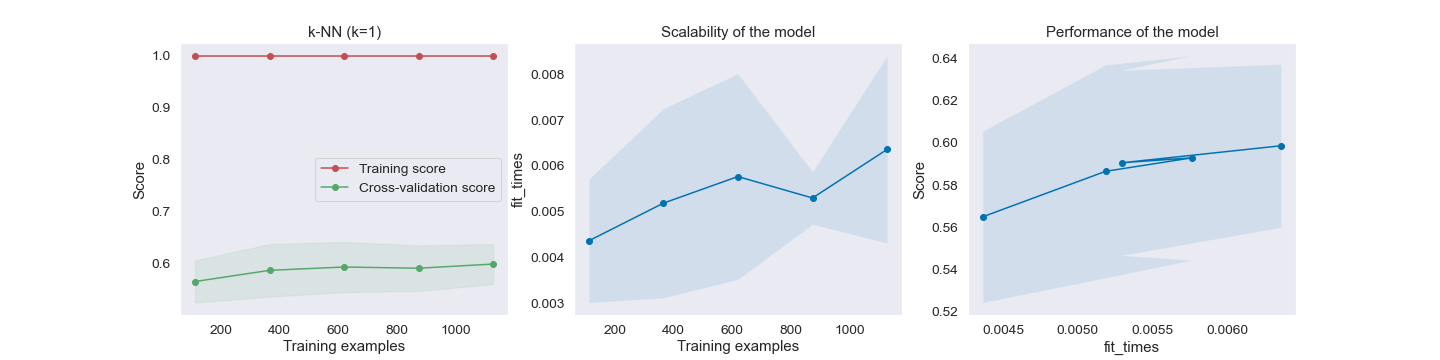 k-NN (k=1)
1.0
0.9
0.8
0.7
0.6
Score
Training score
Cross-validation score
200 400 600 800 1000
Training examples
Scalability of the model
0.008
0.007
0.006
0.005
0.004
0.003
fit_times
200 400 600 800 1000
Training examples
Performance of the model
0.64
0.62
0.60
0.58
0.56
0.54
0.52
Score
0.0045 0.0050 0.0055 0.0060
fit_times